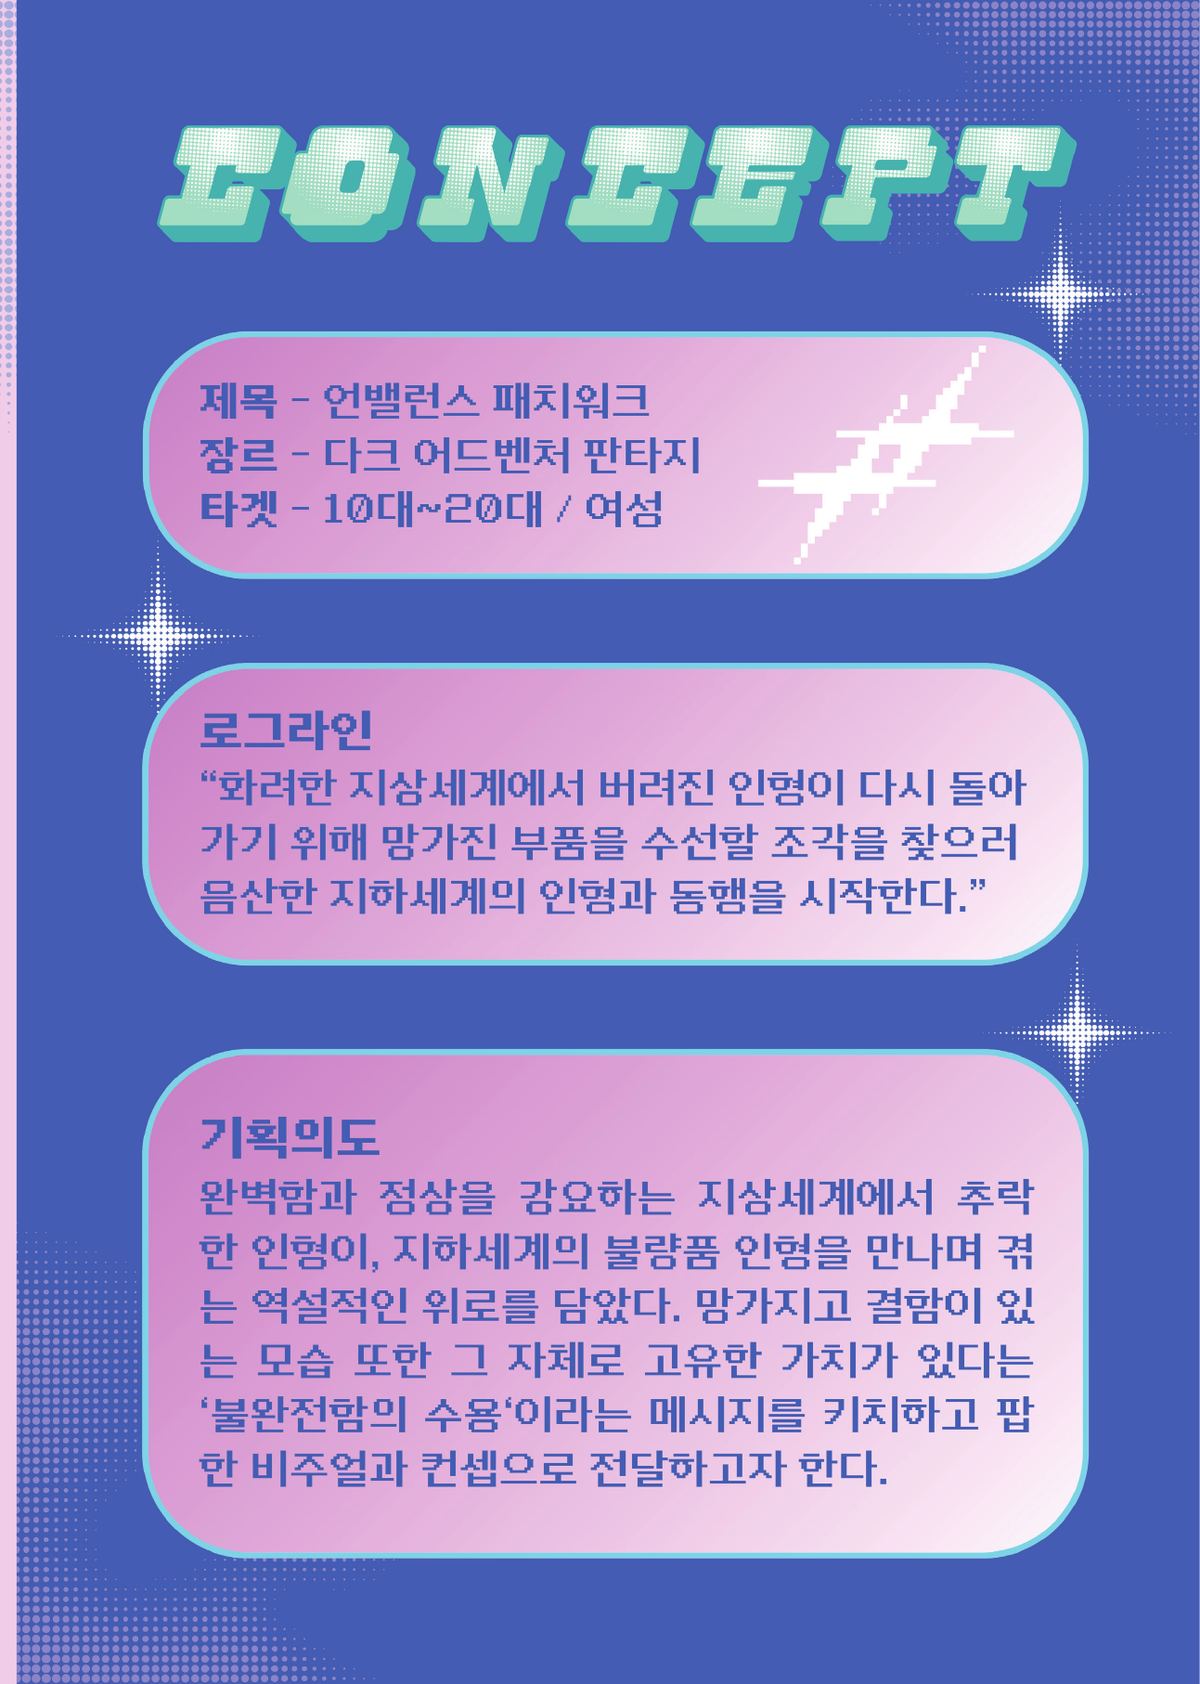 CONCEPT
제목 - 언밸런스 패치워크
장르 - 다크 어드벤처 판타지
타겟 - 10대~20대 / 여성
로그라인
“화려한 지상세계에서 버려진 인형이 다시 돌아
가기 위해 망가진 부품을 수선할 조각을 찾으러
음산한 지하세계의 인형과 동행을 시작한다.”
기획의도
완벽함과 정상을 강요하는 지상세계에서 추락
한 인형이, 지하세계의 불량품 인형을 만나며 겪
는 역설적인 위로를 담았다. 망가지고 결함이 있
는 모습 또한 그 자체로 고유한 가치가 있다는
‘불완전함의 수용‘이라는 메시지를 키치하고 팝
한 비주얼과 컨셉으로 전달하고자 한다.